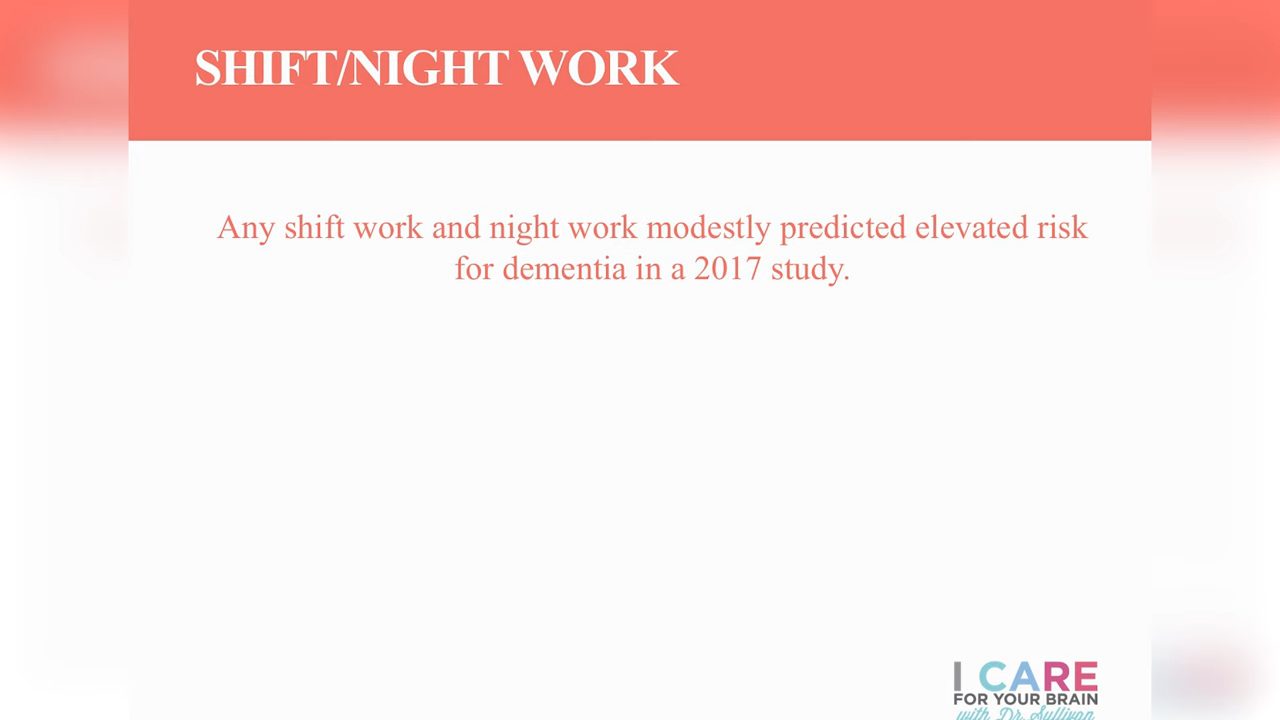 SHIFT/NIGHT WORK
Any shift work and night work modestly predicted elevated risk
for dementia in a 2017 study.
I CARE
FOR YOUR BRAIN
with Dr. Sullivan